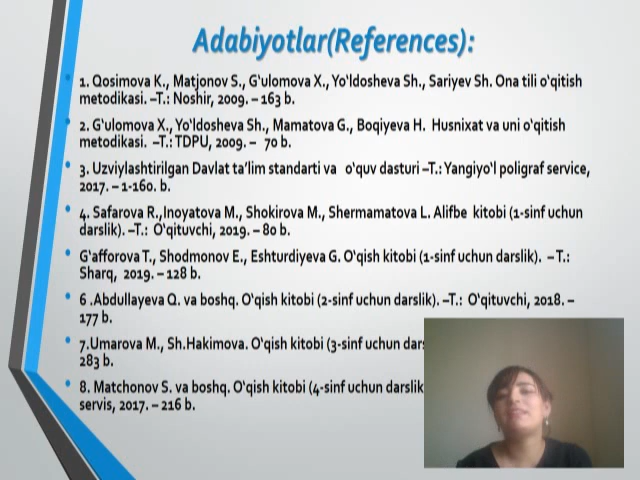 Adabiyotlar(References):
1. Qosimova K., Matjonov S., G‘ulomova X., Yo‘ldosheva Sh., Sariyev Sh. Ona tili o‘qitish
metodikasi. –T.: Noshir, 2009. – 163 b.
2. G‘ulomova X., Yo‘ldosheva Sh., Mamatova G., Boqiyeva H. Husnixat va uni o‘qitish
metodikasi. –T.: TDPU, 2009. – 70 b.
3. Uzviylashtirilgan Davlat ta’lim standarti va o‘quv dasturi –T.: Yangiyo‘l poligraf service,
2017. – 1-160. b.
4. Safarova R.,Inoyatova M., Shokirova M., Shermamatova L. Alifbe kitobi (1-sinf uchun
darslik). –T.: O‘qituvchi, 2019. – 80 b.
G‘afforova T., Shodmonov E., Eshturdiyeva G. O‘qish kitobi (1-sinf uchun darslik). – T.:
Sharq, 2019. – 128 b.
6 .Abdullayeva Q. va boshq. O‘qish kitobi (2-sinf uchun darslik). –T.: O‘qituvchi, 2018. –
177 b.
7.Umarova M., Sh.Hakimova. O‘qish kitobi (3-sinf uchun dars
283 b.
8. Matchonov S. va boshq. O‘qish kitobi (4-sinf uchun darslik
servis, 2017. – 216 b.